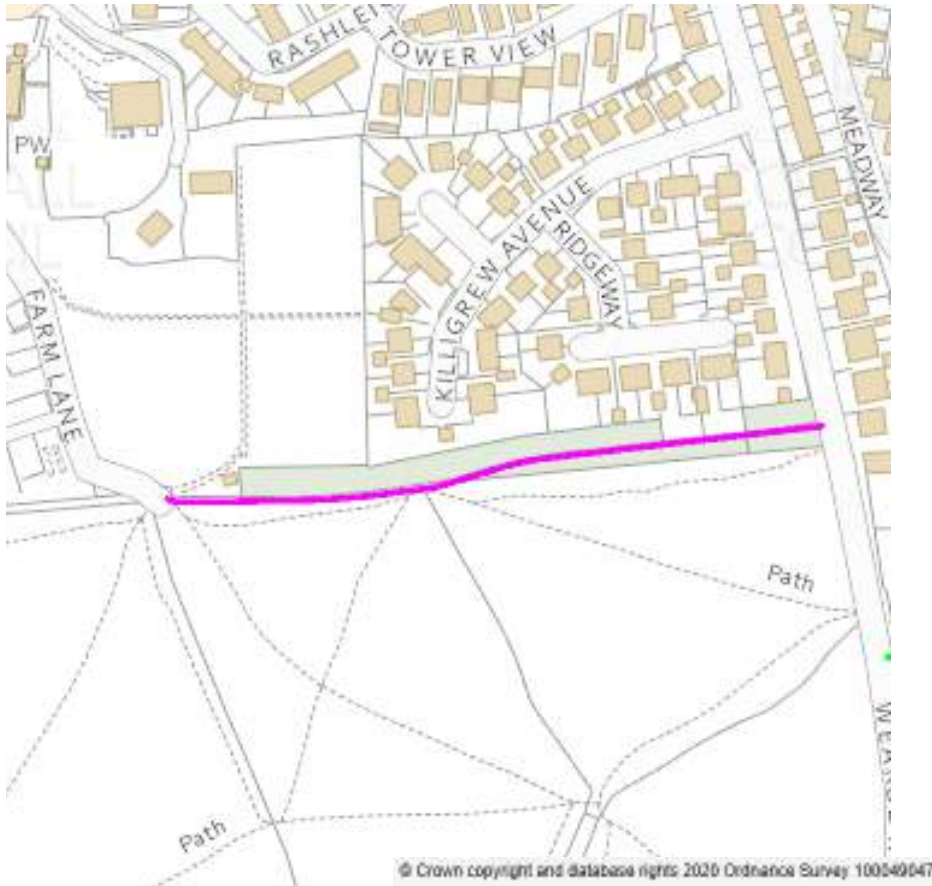 RASHLEIG
TOWER VIEW
MEADWAY
PW
KILLIGREW AVENUE
RIDGEWAY
FARM LANE
Path
Path
© Crown copyright and database rights 2020 Ordnance Survey 100049047